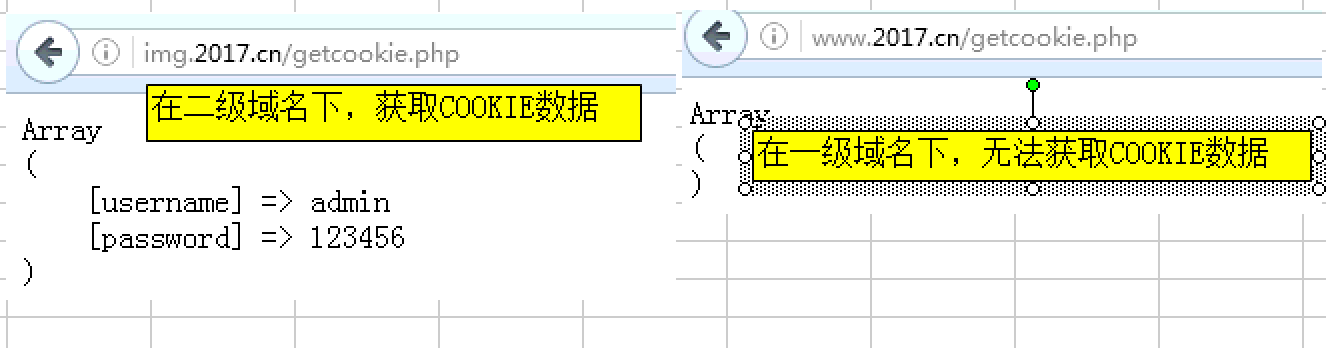 img.2017.cn/getcookie.php
在二级域名下，获取COOKIE数据
Array
(
[username] => admin
[password] => 123456
)
www.2017.cn/getcookie.php
Array
(
在一级域名下，无法获取COOKIE数据
)